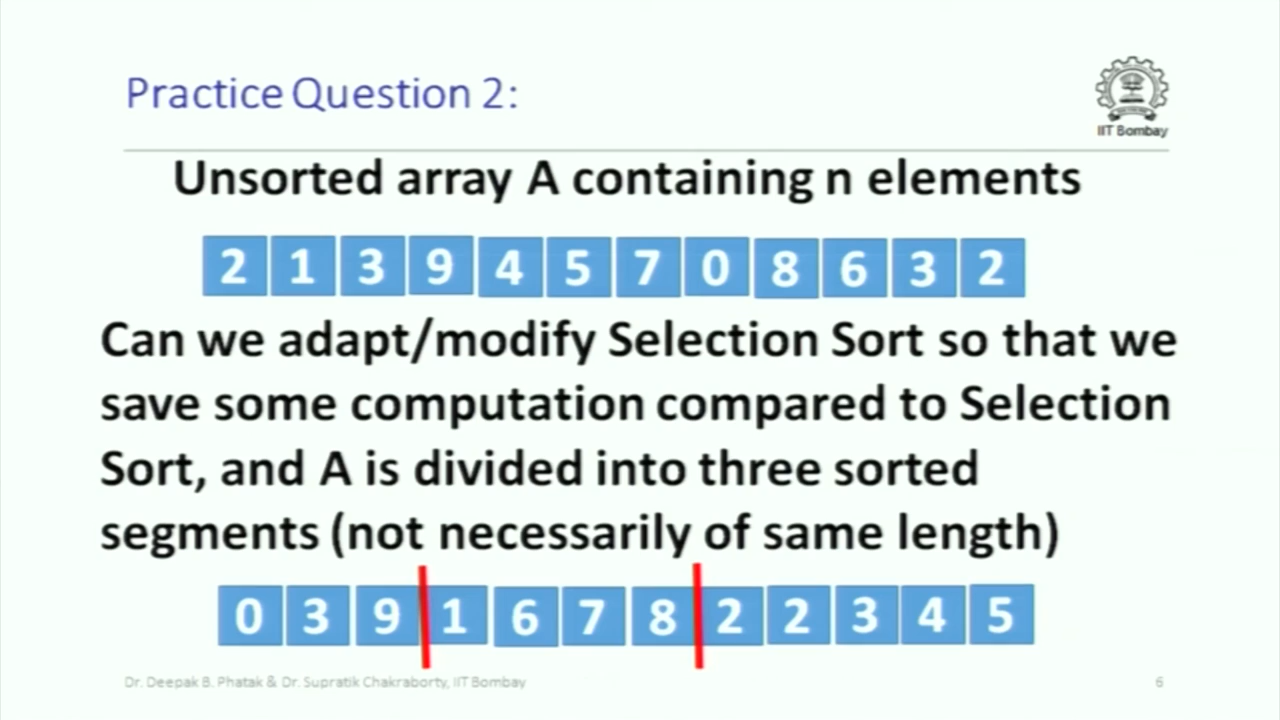 Practice Question 2:
IIT Bombay
Unsorted array A containing n elements
2 1 3 9 4 5 7 0 8 6 3 2
Can we adapt/modify Selection Sort so that we
save some computation compared to Selection
Sort, and A is divided into three sorted
segments (not necessarily of same length)
0 3 9 1 6 7 8 2 2 3 4 5
Dr. Deepak B. Phatak & Dr. Supratik Chakraborty, IIT Bombay
6